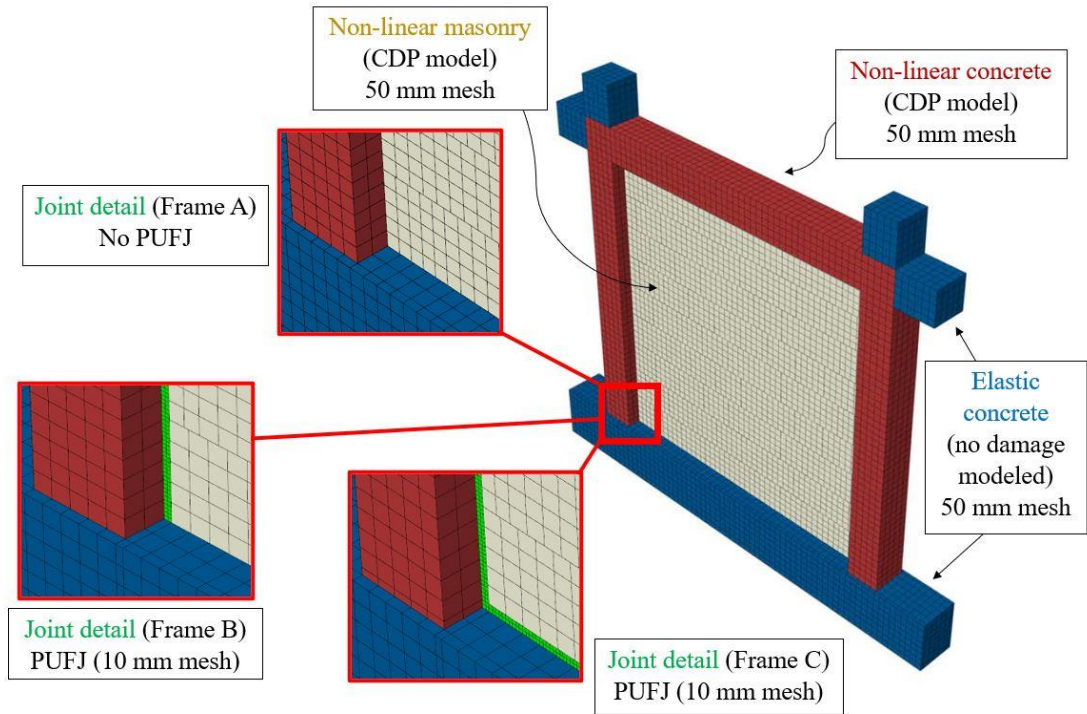 Non-linear masonry
(CDP model)
50 mm mesh
Non-linear concrete
(CDP model)
50 mm mesh
Joint detail (Frame A)
No PUFJ
Elastic
concrete
(no damage
modeled)
50 mm mesh
Joint detail (Frame B)
PUFJ (10 mm mesh)
Joint detail (Frame C)
PUFJ (10 mm mesh)